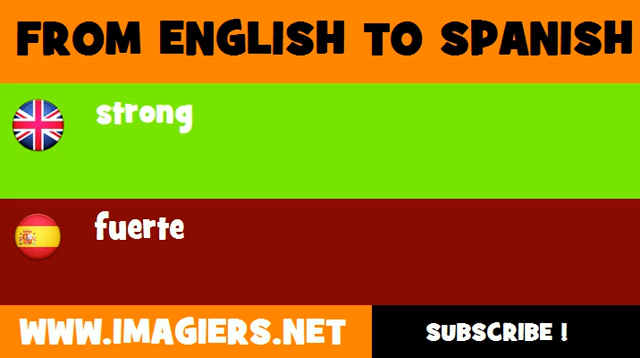 FROM ENGLISH TO SPANISH
strong
fuerte
WWW.IMAGIERS.NET
SUBSCRIBE !